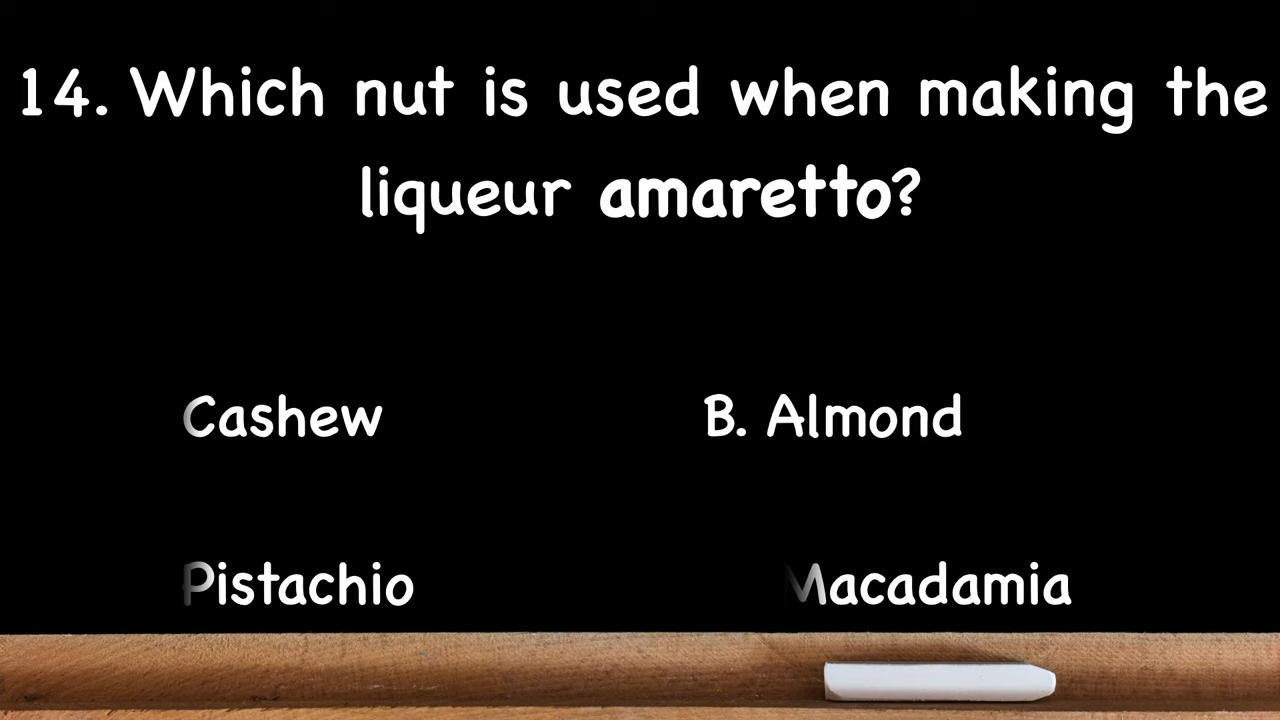 14. Which nut is used when making the
liqueur amaretto?
Cashew
B. Almond
Pistachio
Macadamia